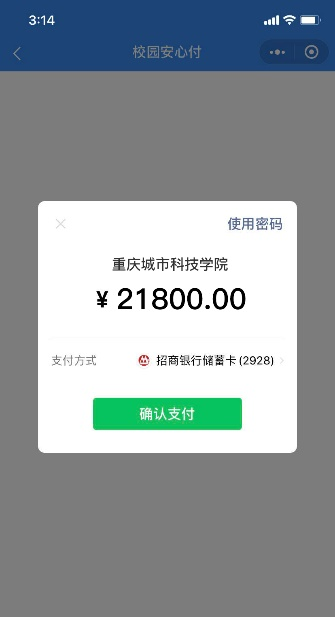 3:14
校园安心付
使用密码
重庆城市科技学院
¥ 21800.00
支付方式 招商银行储蓄卡(2928)
确认支付